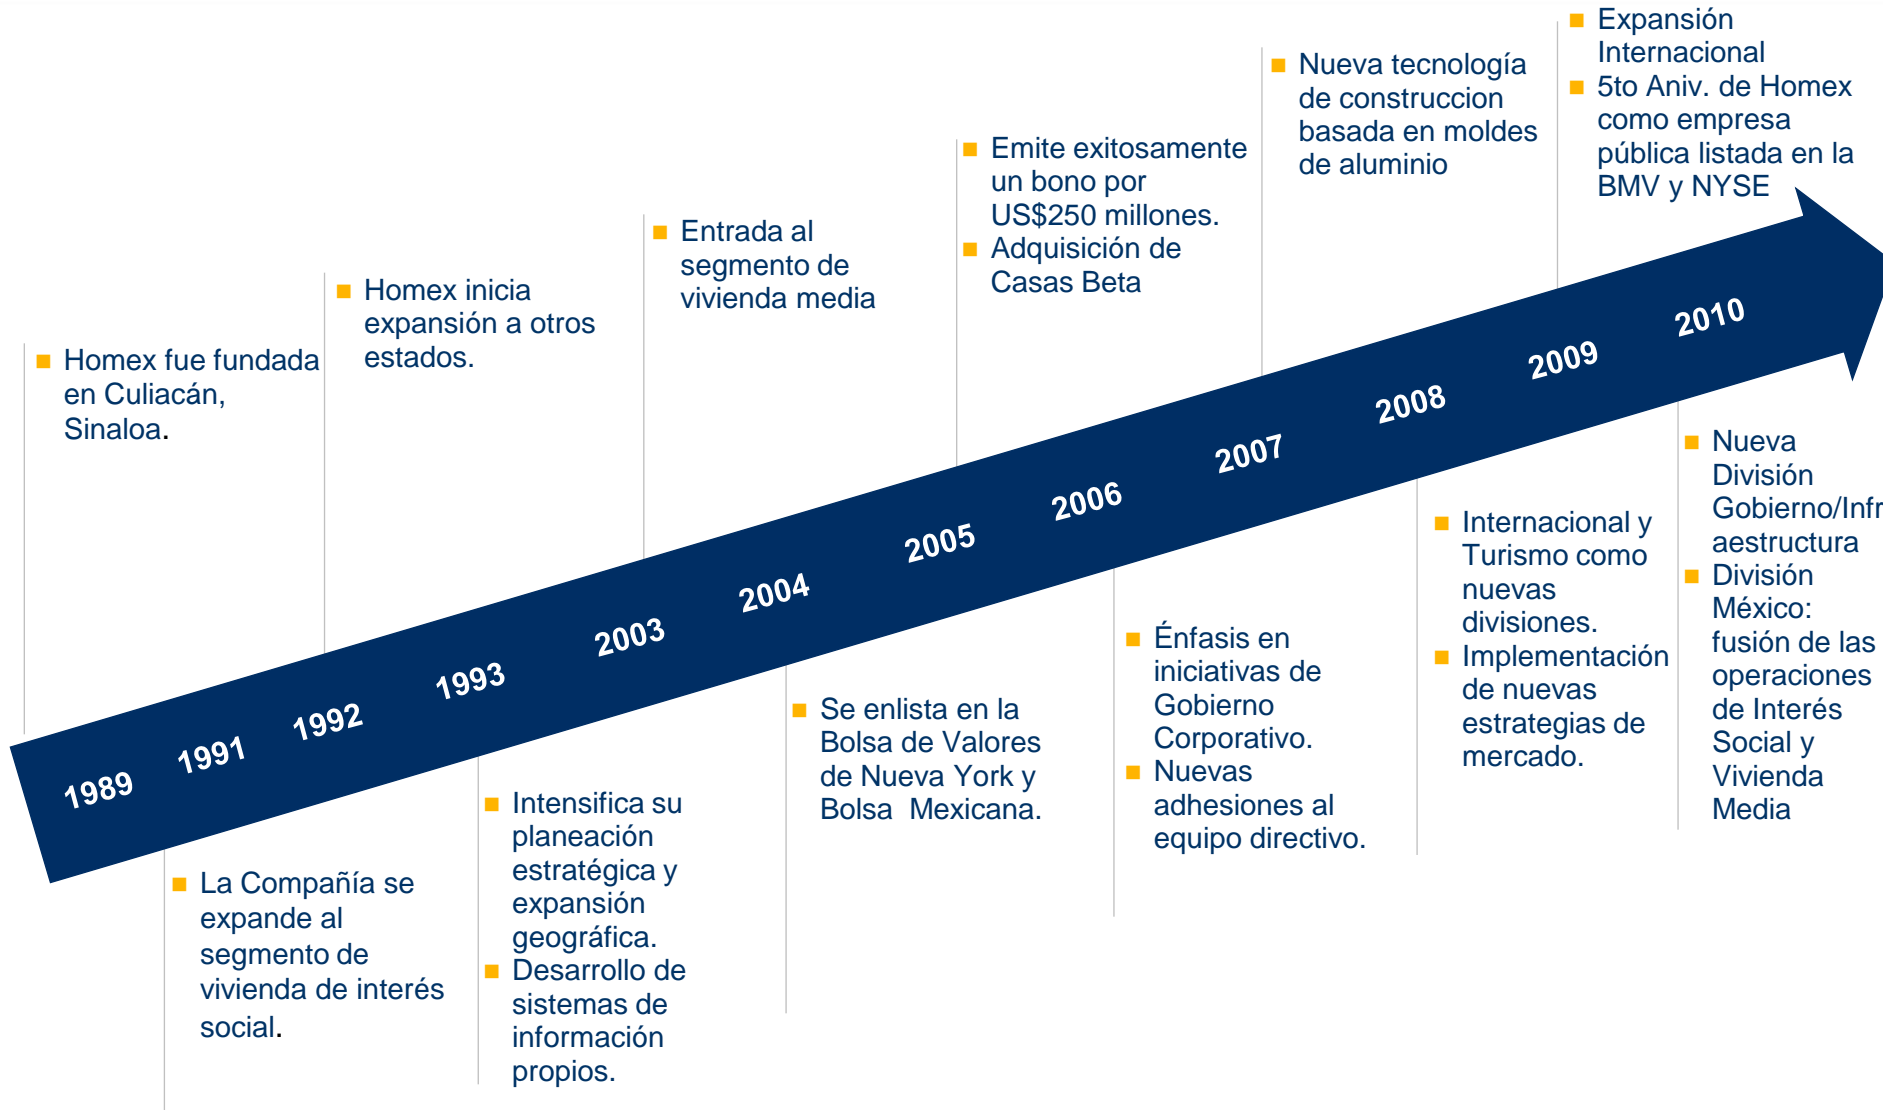 Expansión
Internacional
5to Aniv. de Homex
como empresa
pública listada en la
BMV y NYSE
Nueva tecnología
de construccion
basada en moldes
de aluminio
Emite exitosamente
un bono por
US$250 millones.
Adquisición de
Casas Beta
Entrada al
segmento de
vivienda media
Homex inicia
expansión a otros
estados.
Homex fue fundada
en Culiacán,
Sinaloa.
1989
1991
1992
1993
2003
2004
2005
2006
2007
2008
2009
2010
La Compañía se
expande al
segmento de
vivienda de interés
social.
Intensifica su
planeación
estratégica y
expansión
geográfica.
Desarrollo de
sistemas de
información
propios.
Se enlista en la
Bolsa de Valores
de Nueva York y
Bolsa  Mexicana.
Énfasis en
iniciativas de
Gobierno
Corporativo.
Nuevas
adhesiones al
equipo directivo.
Internacional y
Turismo como
nuevas
divisiones.
Implementación
de nuevas
estrategias de
mercado.
Nueva
División
Gobierno/Infr
aestructura
División
México:
fusión de las
operaciones
de Interés
Social y
Vivienda
Media